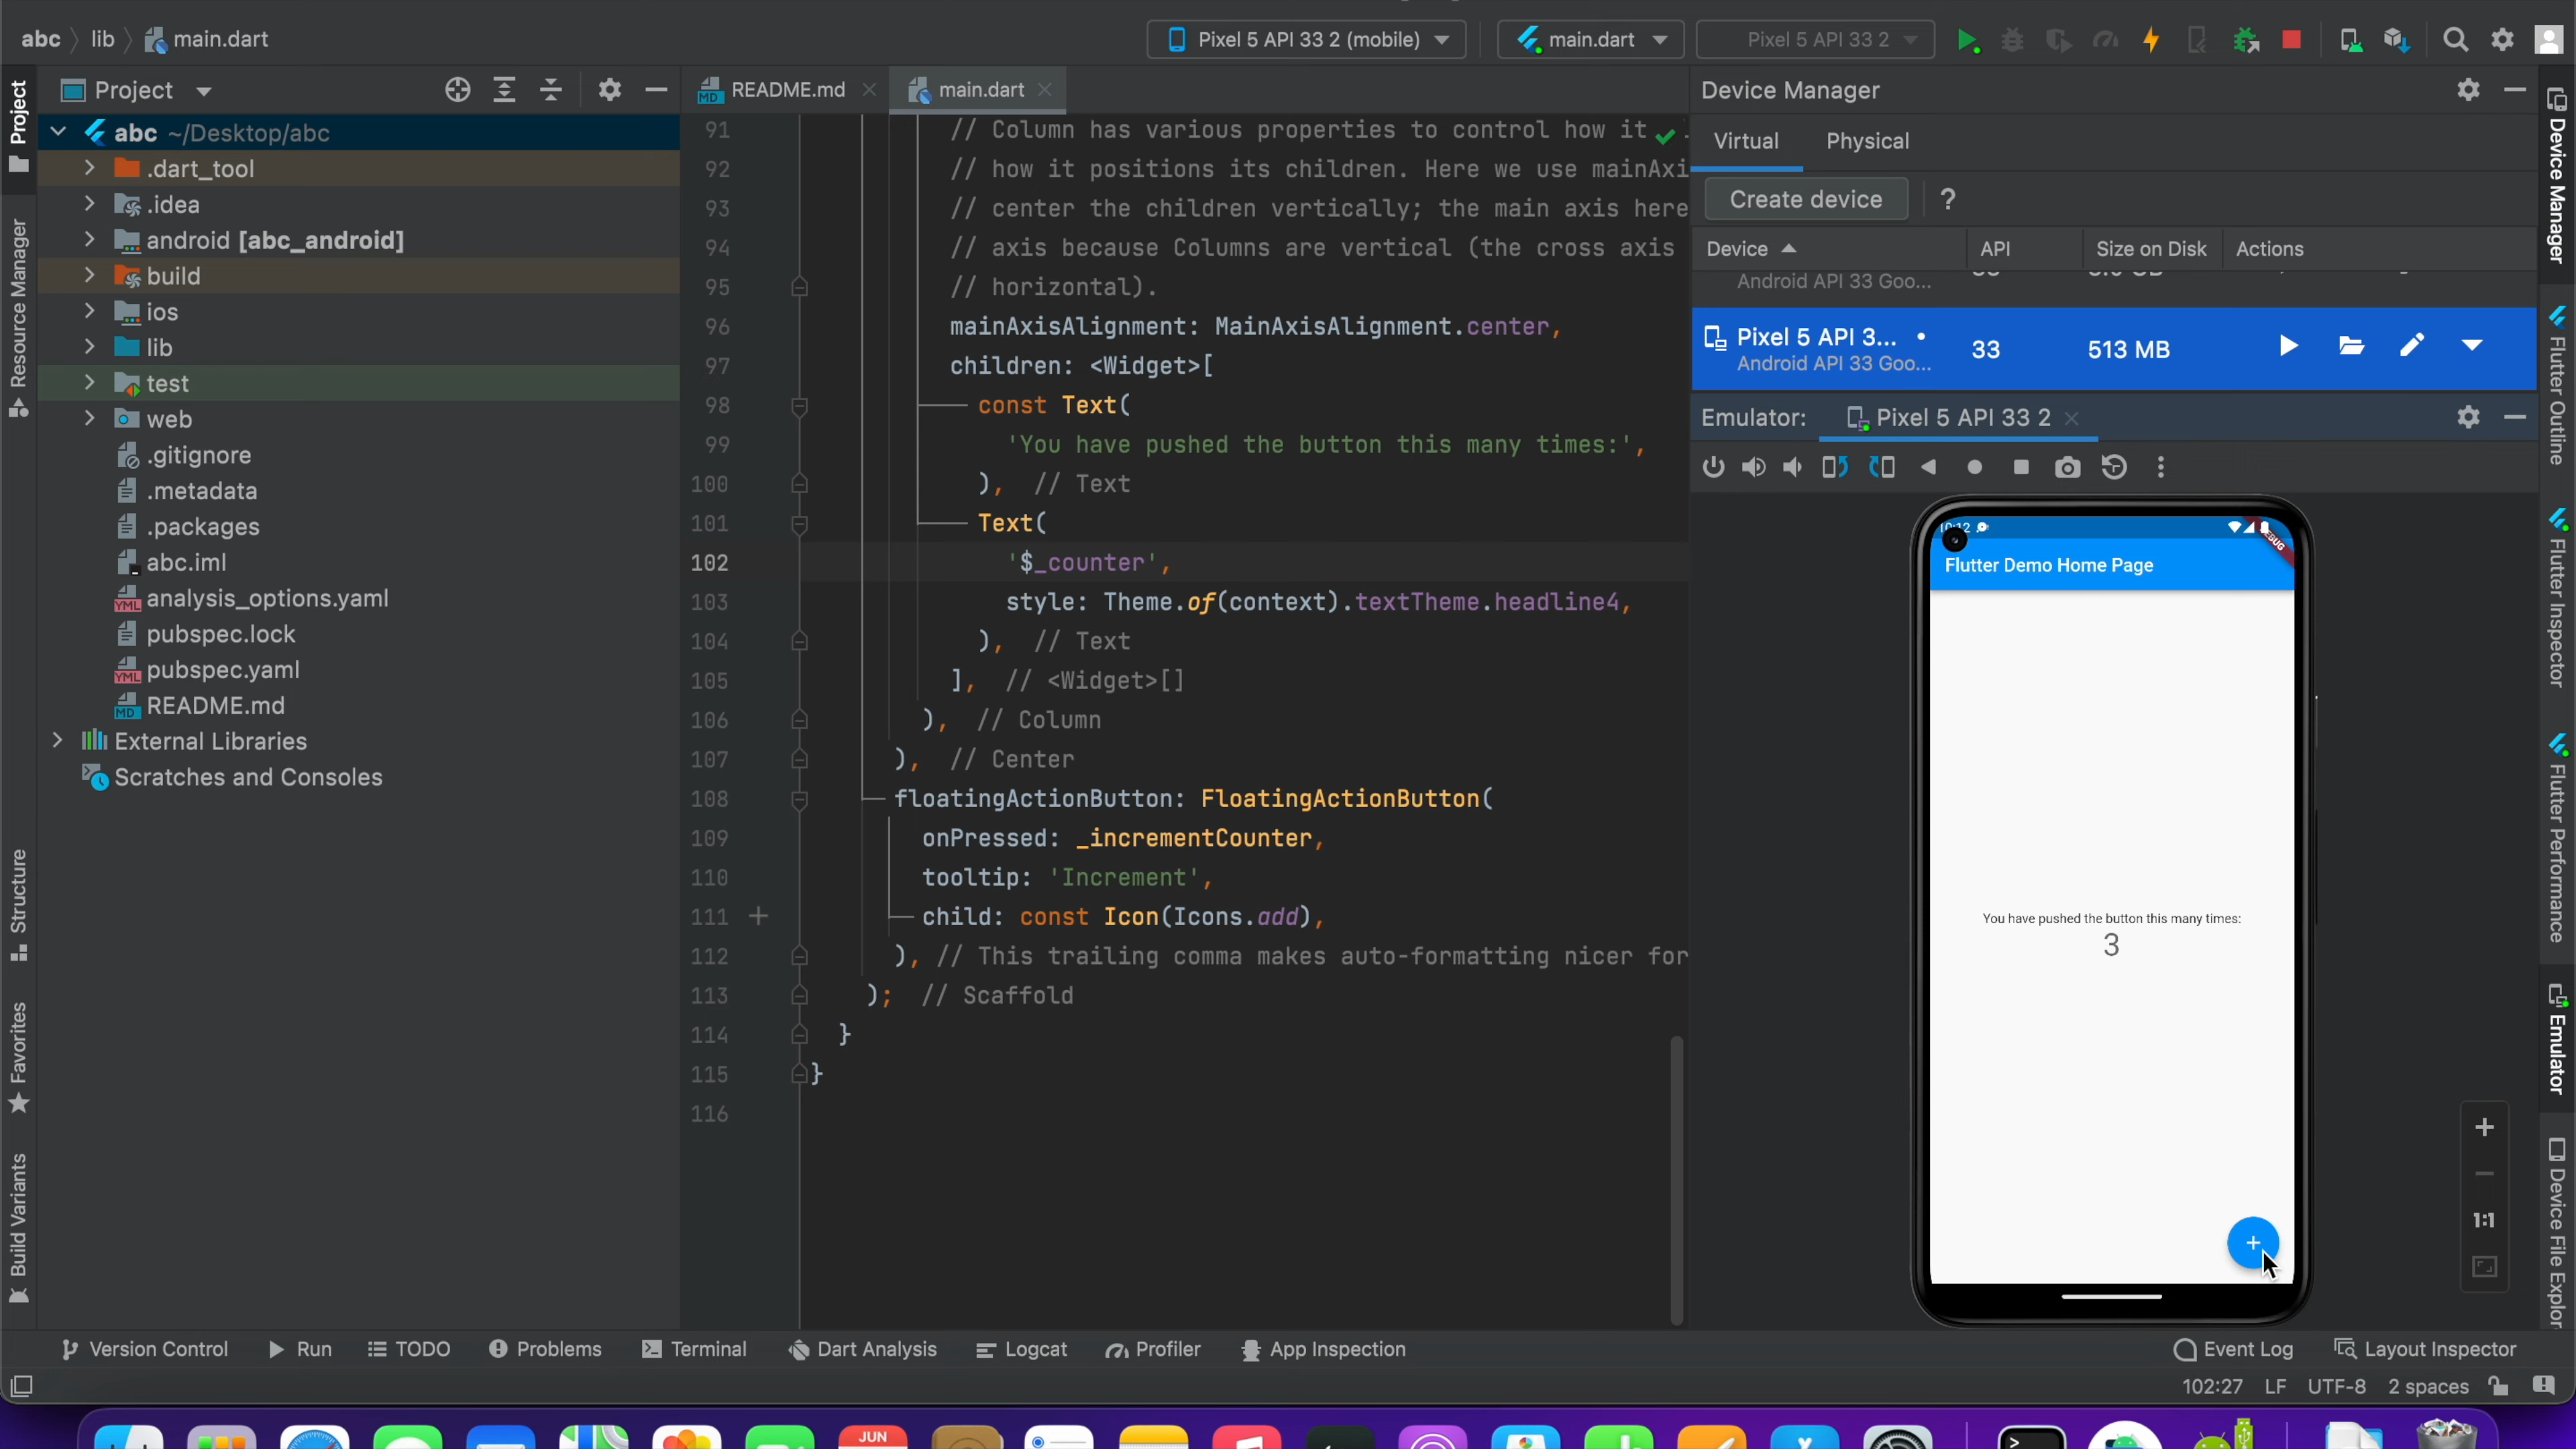 abc lib main.dart
Pixel 5 API 33 2 (mobile)
main.dart
Pixel 5 API 33 2
Project
README.md
main.dart
Device Manager
abc ~/Desktop/abc
.dart_tool
.idea
android [abc_android]
build
ios
lib
test
web
.gitignore
.metadata
.packages
abc.iml
analysis_options.yaml
pubspec.lock
pubspec.yaml
README.md
External Libraries
Scratches and Consoles
Project
Resource Manager
Structure
Favorites
Build Variants
91 // Column has various properties to control how it
92 // how it positions its children. Here we use mainAxi
93 // center the children vertically; the main axis here
94 // axis because Columns are vertical (the cross axis
95 // horizontal).
96 mainAxisAlignment: MainAxisAlignment.center,
97 children: <Widget>[
98 const Text(
99 'You have pushed the button this many times:',
100 ), // Text
101 Text(
102 '$_counter',
103 style: Theme.of(context).textTheme.headline4,
104 ), // Text
105 ], // <Widget>[]
106 ), // Column
107 ), // Center
108 floatingActionButton: FloatingActionButton(
109 onPressed: _incrementCounter,
110 tooltip: 'Increment',
111 child: const Icon(Icons.add),
112 ), // This trailing comma makes auto-formatting nicer for
113 ); // Scaffold
114 }
115 }
116
Virtual Physical
Create device ?
Device API Size on Disk Actions
Android API 33 Goo...
Pixel 5 API 3... 33 513 MB
Android API 33 Goo...
Emulator: Pixel 5 API 33 2
10:12
Flutter Demo Home Page
You have pushed the button this many times:
3
1:1
Device Manager
Flutter Outline
Flutter Inspector
Flutter Performance
Emulator
Device File Explor
Version Control Run TODO Problems Terminal Dart Analysis Logcat Profiler App Inspection Event Log Layout Inspector
102:27 LF UTF-8 2 spaces
JUN